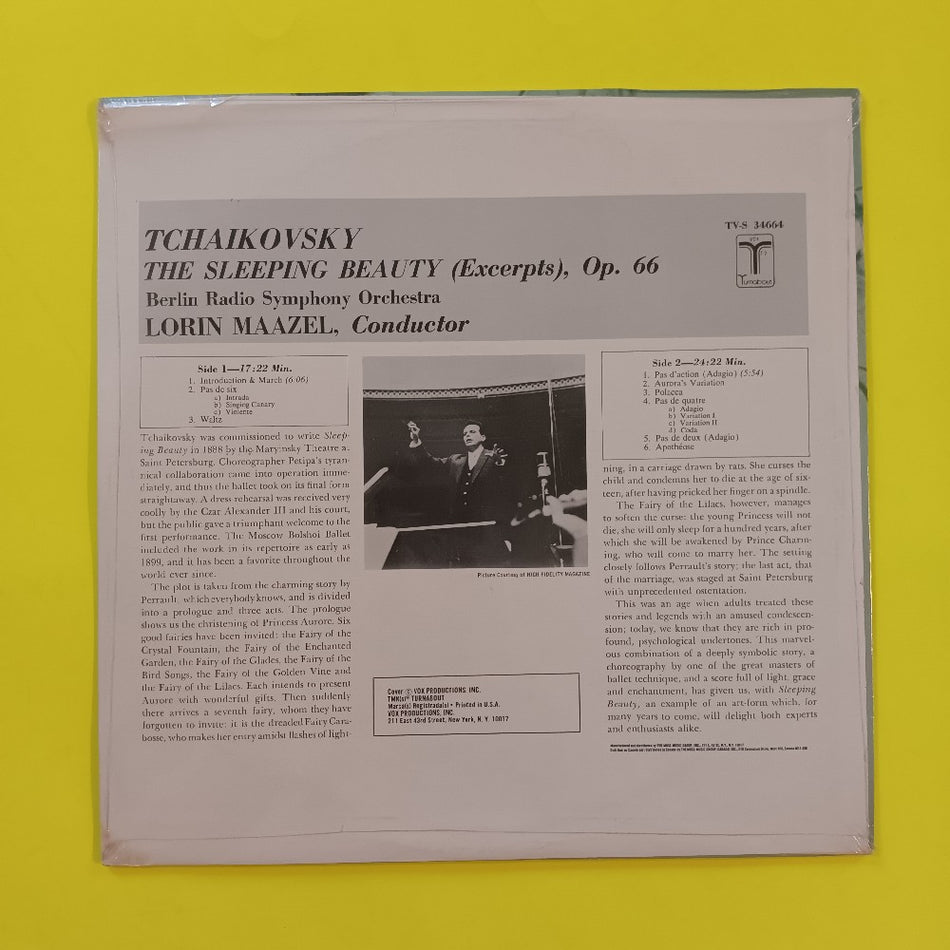 TCHAIKOVSKY
THE SLEEPING BEAUTY (Excerpts), Op. 66
Berlin Radio Symphony Orchestra
LORIN MAAZEL, Conductor
TV-S 34664
Turnabout
Side 1—17:22 Min.
1. Introduction & March (6:06)
2. Pas de six
a) Intrada
b) Singing Canary
c) Violente
3. Waltz
Tchaikovsky was commissioned to write Sleep-
ing Beauty in 1888 by the Maryinsky Theatre at
Saint Petersburg. Choreographer Petipa's tyran-
nical collaboration came into operation imme-
diately, and thus the ballet took on its final form
straightaway. A dress rehearsal was received very
coolly by the Czar Alexander III and his court,
but the public gave a triumphant welcome to the
first performance. The Moscow Bolshoi Ballet
included the work in its repertoire as early as
1899, and it has been a favorite throughout the
world ever since.
The plot is taken from the charming story by
Perrault, which everybody knows, and is divided
into a prologue and three acts. The prologue
shows us the christening of Princess Aurore. Six
good fairies have been invited: the Fairy of the
Crystal Fountain, the Fairy of the Enchanted
Garden, the Fairy of the Glades, the Fairy of the
Bird Songs, the Fairy of the Golden Vine and
the Fairy of the Lilacs. Each intends to present
Aurore with wonderful gifts. Then suddenly
there arrives a seventh fairy, whom they have
forgotten to invite: it is the dreaded Fairy Cara-
bosse, who makes her entry amidst flashes of light-
Picture Courtesy of HIGH FIDELITY MAGAZINE
Cover Ⓒ VOX PRODUCTIONS, INC.
TMK(s)® TURNABOUT
Marca(s) Registrada(s) • Printed in U.S.A.
VOX PRODUCTIONS, INC.
211 East 43rd Street, New York, N. Y. 10017
Side 2—24:22 Min.
1. Pas d'action (Adagio) (5:54)
2. Aurora's Variation
3. Polacca
4. Pas de quatre
a) Adagio
b) Variation I
c) Variation II
d) Coda
5. Pas de deux (Adagio)
6. Apothéose
ning, in a carriage drawn by rats. She curses the
child and condemns her to die at the age of six-
teen, after having pricked her finger on a spindle.
The Fairy of the Lilacs, however, manages
to soften the curse: the young Princess will not
die, she will only sleep for a hundred years, after
which she will be awakened by Prince Charm-
ing, who will come to marry her. The setting
closely follows Perrault's story; the last act, that
of the marriage, was staged at Saint Petersburg
with unprecedented ostentation.
This was an age when adults treated these
stories and legends with an amused condescen-
sion; today, we know that they are rich in pro-
found, psychological undertones. This marvel-
ous combination of a deeply symbolic story, a
choreography by one of the great masters of
ballet technique, and a score full of light, grace
and enchantment, has given us, with Sleeping
Beauty, an example of an art-form which, for
many years to come, will delight both experts
and enthusiasts alike.